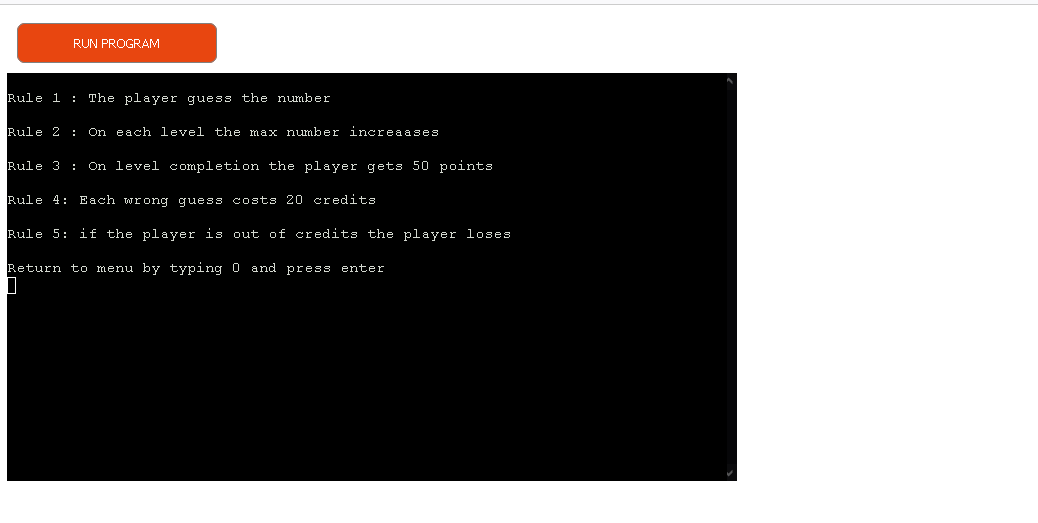 RUN PROGRAM
Rule 1 : The player guess the number
Rule 2 : On each level the max number increaases
Rule 3 : On level completion the player gets 50 points
Rule 4: Each wrong guess costs 20 credits
Rule 5: if the player is out of credits the player loses
Return to menu by typing 0 and press enter